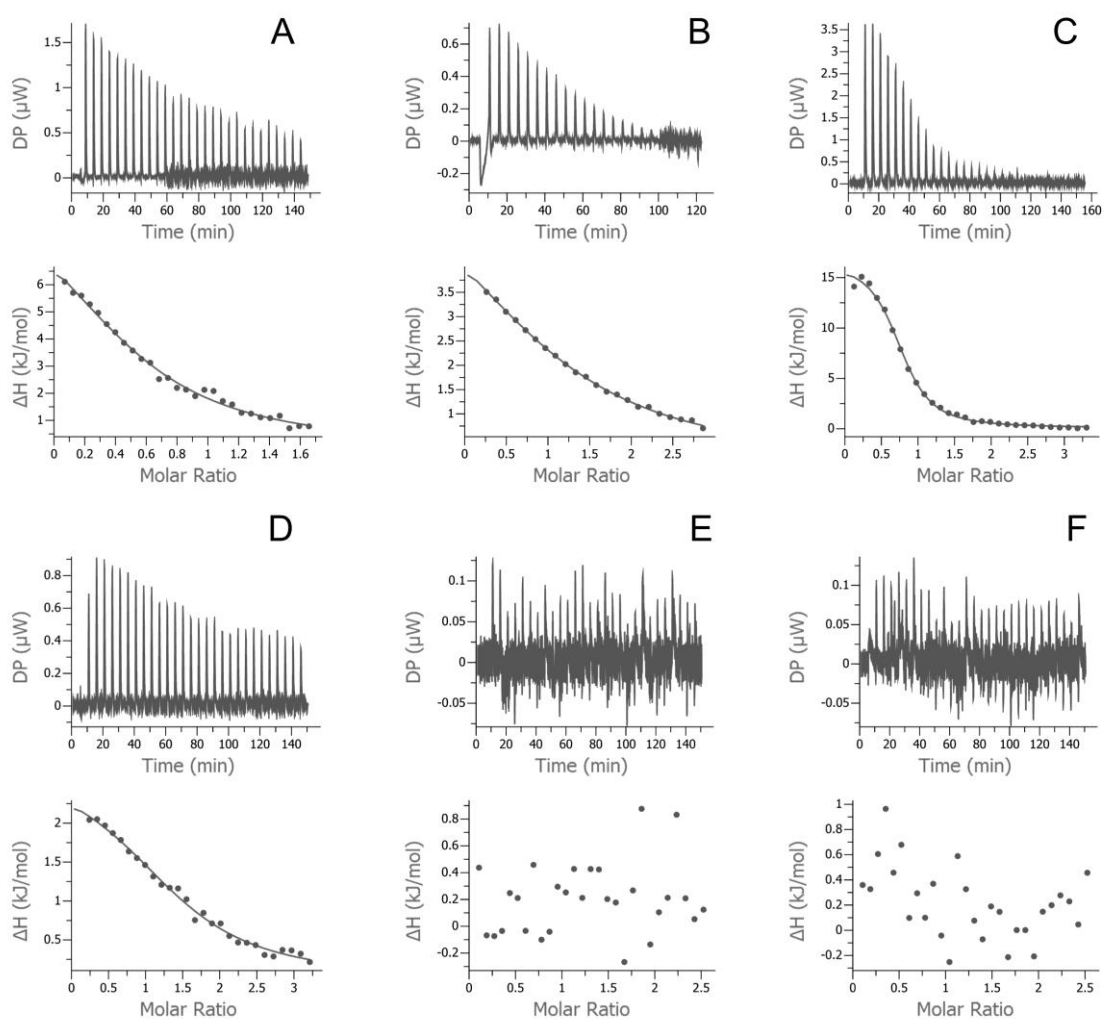 A
B
C
DP (µW)
1.5
1
0.5
0
0 20 40 60 80 100 120 140
Time (min)
DP (µW)
0.6
0.4
0.2
0
-0.2
0 20 40 60 80 100 120
Time (min)
DP (µW)
3.5
3
2.5
2
1.5
1
0.5
0
0 20 40 60 80 100 120 140 160
Time (min)
ΔH (kJ/mol)
6
5
4
3
2
1
0 0.2 0.4 0.6 0.8 1.0 1.2 1.4 1.6
Molar Ratio
ΔH (kJ/mol)
3.5
3
2.5
2
1.5
1
0 0.5 1 1.5 2 2.5
Molar Ratio
ΔH (kJ/mol)
15
10
5
0
0 0.5 1 1.5 2 2.5 3
Molar Ratio
D
E
F
DP (µW)
0.8
0.6
0.4
0.2
0
0 20 40 60 80 100 120 140
Time (min)
DP (µW)
0.1
0.05
0
-0.05
0 20 40 60 80 100 120 140
Time (min)
DP (µW)
0.1
0.05
0
-0.05
0 20 40 60 80 100 120 140
Time (min)
ΔH (kJ/mol)
2
1.5
1
0.5
0 0.5 1 1.5 2 2.5 3
Molar Ratio
ΔH (kJ/mol)
0.8
0.6
0.4
0.2
0
0.2
0 0.5 1 1.5 2 2.5
Molar Ratio
ΔH (kJ/mol)
1
0.8
0.6
0.4
0.2
0
0.2
0 0.5 1 1.5 2 2.5
Molar Ratio